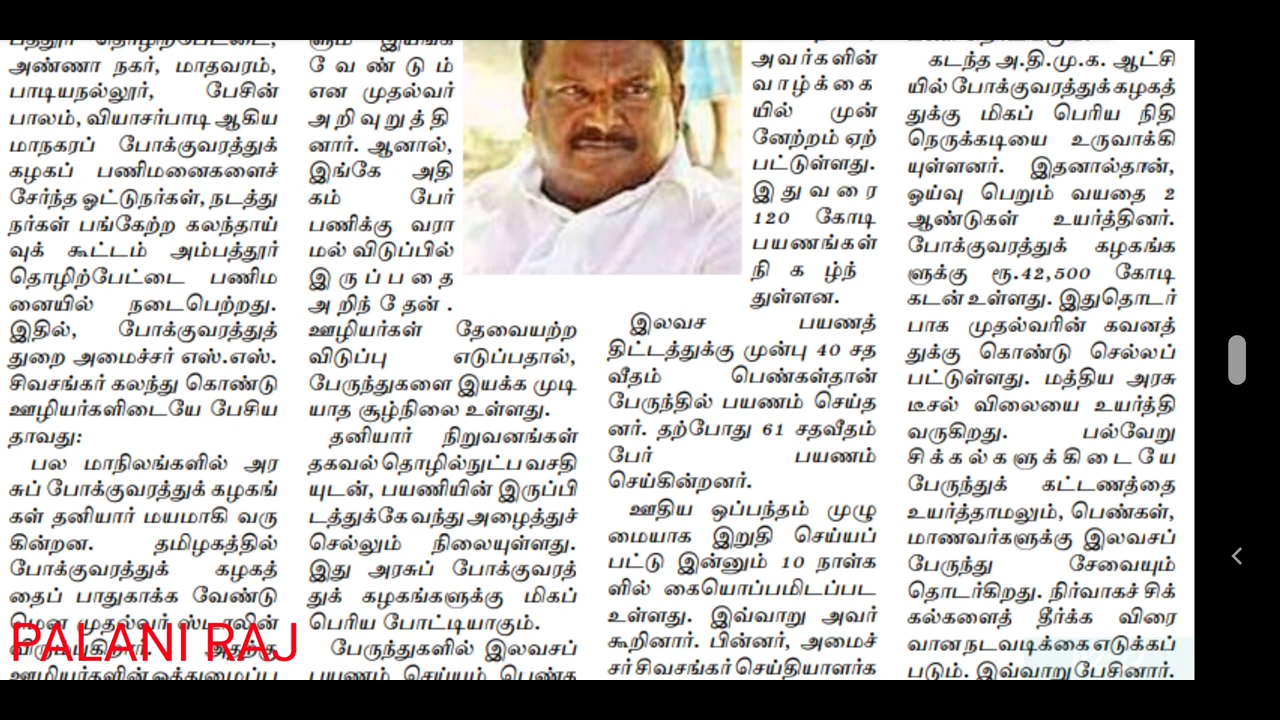 அண்ணா நகர், மாதவரம்,
பாடியநல்லூர், பேசின்
பாலம், வியாசர்பாடி ஆகிய
மாநகரப் போக்குவரத்துக்
கழகப் பணிமனைகளைச்
சேர்ந்த ஓட்டுநர்கள், நடத்து
நர்கள் பங்கேற்ற கலந்தாய்
வுக் கூட்டம் அம்பத்தூர்
தொழிற்பேட்டை பணிம
னையில் நடைபெற்றது.
இதில், போக்குவரத்துத்
துறை அமைச்சர் எஸ்.எஸ்.
சிவசங்கர் கலந்து கொண்டு
ஊழியர்களிடையே பேசிய
தாவது:
பல மாநிலங்களில் அர
சுப் போக்குவரத்துக் கழகங்
கள் தனியார் மயமாகி வரு
கின்றன. தமிழகத்தில்
போக்குவரத்துக் கழகத்
தைப் பாதுகாக்க வேண்டு
மென முதல்வர் ஸ்டாலின்
PALANI RAJ
வேண்டும்
என முதல்வர்
அறிவுறுத்தி
னார். ஆனால்,
இங்கே அதி
கம் பேர்
பணிக்கு வரா
மல் விடுப்பில்
இருப்பதை
அறிந்தேன்.
ஊழியர்கள் தேவையற்ற
விடுப்பு எடுப்பதால்,
பேருந்துகளை இயக்க முடி
யாத சூழ்நிலை உள்ளது.
தனியார் நிறுவனங்கள்
தகவல் தொழில்நுட்ப வசதி
யுடன், பயணியின் இருப்பி
டத்துக்கே வந்து அழைத்துச்
செல்லும் நிலையுள்ளது.
இது அரசுப் போக்குவரத்
துக் கழகங்களுக்கு மிகப்
பெரிய போட்டியாகும்.
பேருந்துகளில் இலவசப்
பயணம் செய்யும் பெண்க
அவர்களின்
வாழ்க்கை
யில் முன்
னேற்றம் ஏற்
பட்டுள்ளது.
இதுவரை
120 கோடி
பயணங்கள்
நிகழ்ந்
துள்ளன.
இலவச பயணத்
திட்டத்துக்கு முன்பு 40 சத
வீதம் பெண்கள்தான்
பேருந்தில் பயணம் செய்த
னர். தற்போது 61 சதவீதம்
பேர் பயணம்
செய்கின்றனர்.
ஊதிய ஒப்பந்தம் முழு
மையாக இறுதி செய்யப்
பட்டு இன்னும் 10 நாள்க
ளில் கையொப்பமிடப்பட
உள்ளது. இவ்வாறு அவர்
கூறினார். பின்னர், அமைச்
சர் சிவசங்கர் செய்தியாளர்க
கடந்த அ.தி.மு.க. ஆட்சி
யில் போக்குவரத்துக் கழகத்
துக்கு மிகப் பெரிய நிதி
நெருக்கடியை உருவாக்கி
யுள்ளனர். இதனால்தான்,
ஓய்வு பெறும் வயதை 2
ஆண்டுகள் உயர்த்தினர்.
போக்குவரத்துக் கழகங்க
ளுக்கு ரூ.42,500 கோடி
கடன் உள்ளது. இதுதொடர்
பாக முதல்வரின் கவனத்
துக்கு கொண்டு செல்லப்
பட்டுள்ளது. மத்திய அரசு
டீசல் விலையை உயர்த்தி
வருகிறது. பல்வேறு
சிக்கல்களுக்கிடையே
பேருந்துக் கட்டணத்தை
உயர்த்தாமலும், பெண்கள்,
மாணவர்களுக்கு இலவசப்
பேருந்து சேவையும்
தொடர்கிறது. நிர்வாகச் சிக்
கல்களைத் தீர்க்க விரை
வான நடவடிக்கை எடுக்கப்
படும். இவ்வாறு பேசினார்.